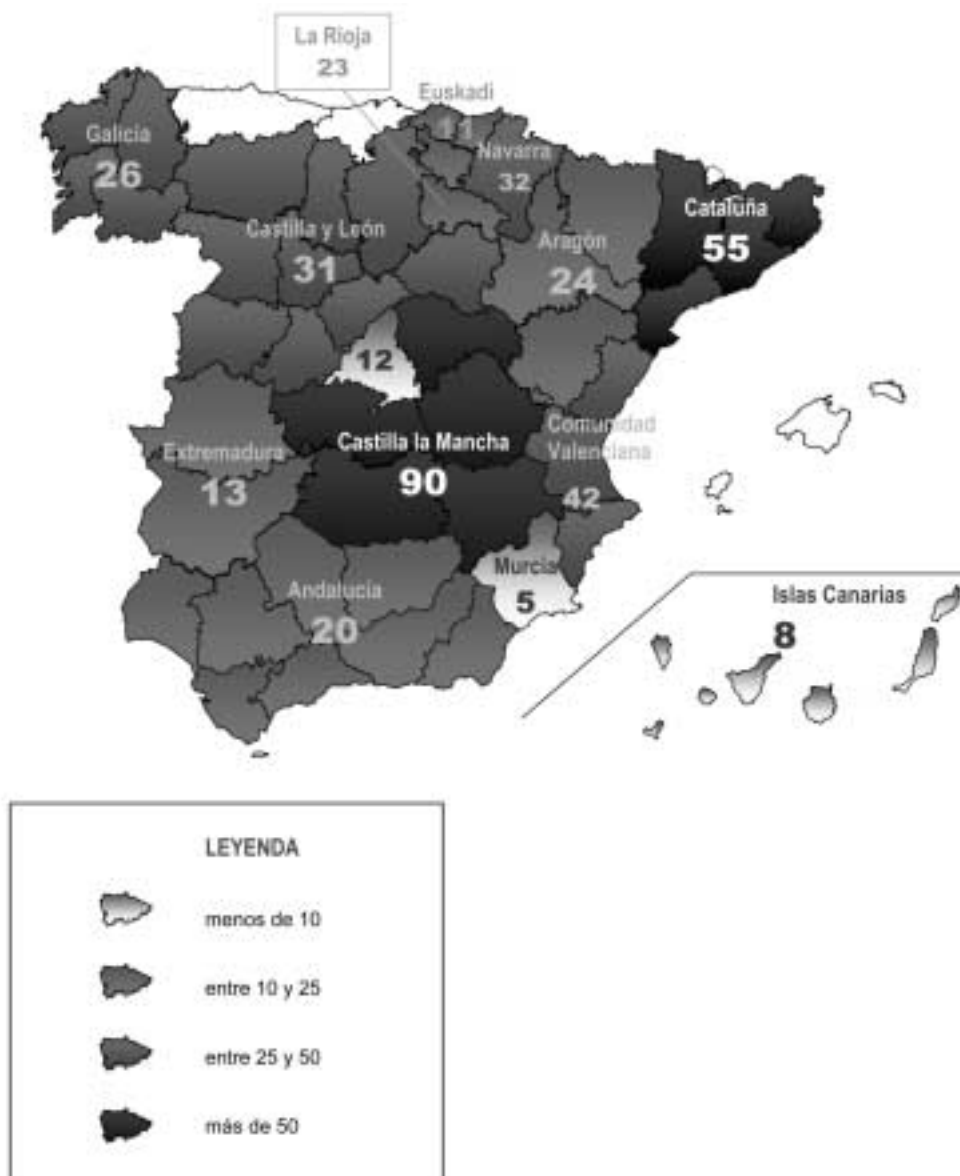 La Rioja
23
Euskadi
11
Galicia
26
Navarra
32
Castilla y León
31
Aragón
24
Cataluña
55
12
Extremadura
13
Castilla la Mancha
90
Comunidad
Valenciana
42
Murcia
5
Andalucía
20
Islas Canarias
8
LEYENDA
menos de 10
entre 10 y 25
entre 25 y 50
más de 50